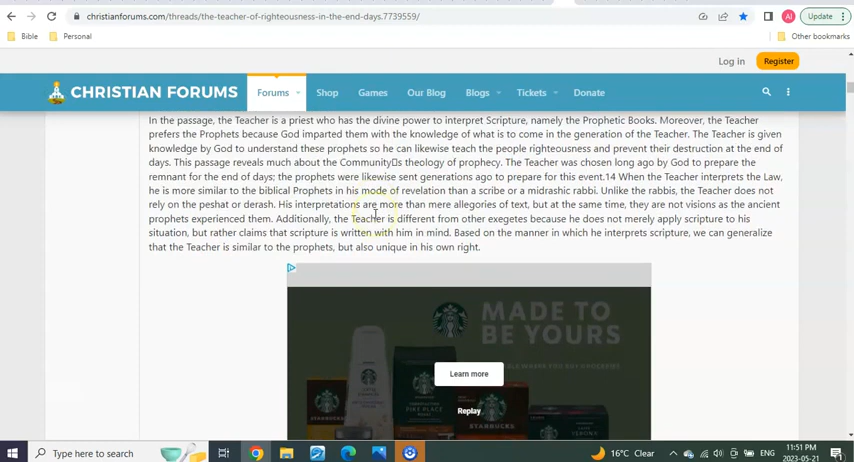 christianforums.com/threads/the-teacher-of-righteousness-in-the-end-days.7739559/
AI
Update
Bible
Personal
Other bookmarks
Log in
Register
CHRISTIAN FORUMS
Forums
Shop
Games
Our Blog
Blogs
Tickets
Donate
In the passage, the Teacher is a priest who has the divine power to interpret Scripture, namely the Prophetic Books. Moreover, the Teacher
prefers the Prophets because God imparted them with the knowledge of what is to come in the generation of the Teacher. The Teacher is given
knowledge by God to understand these prophets so he can likewise teach the people righteousness and prevent their destruction at the end of
days. This passage reveals much about the Community▯s theology of prophecy. The Teacher was chosen long ago by God to prepare the
remnant for the end of days; the prophets were likewise sent generations ago to prepare for this event.14 When the Teacher interprets the Law,
he is more similar to the biblical Prophets in his mode of revelation than a scribe or a midrashic rabbi. Unlike the rabbis, the Teacher does not
rely on the peshat or derash. His interpretations are more than mere allegories of text, but at the same time, they are not visions as the ancient
prophets experienced them. Additionally, the Teacher is different from other exegetes because he does not merely apply scripture to his
situation, but rather claims that scripture is written with him in mind. Based on the manner in which he interprets scripture, we can generalize
that the Teacher is similar to the prophets, but also unique in his own right.
MADE TO
BE YOURS
Learn more
Replay
PIKE PLACE
STARBUCKS
VERONA
Type here to search
16°C Clear
ENG
11:51 PM
2023-05-21